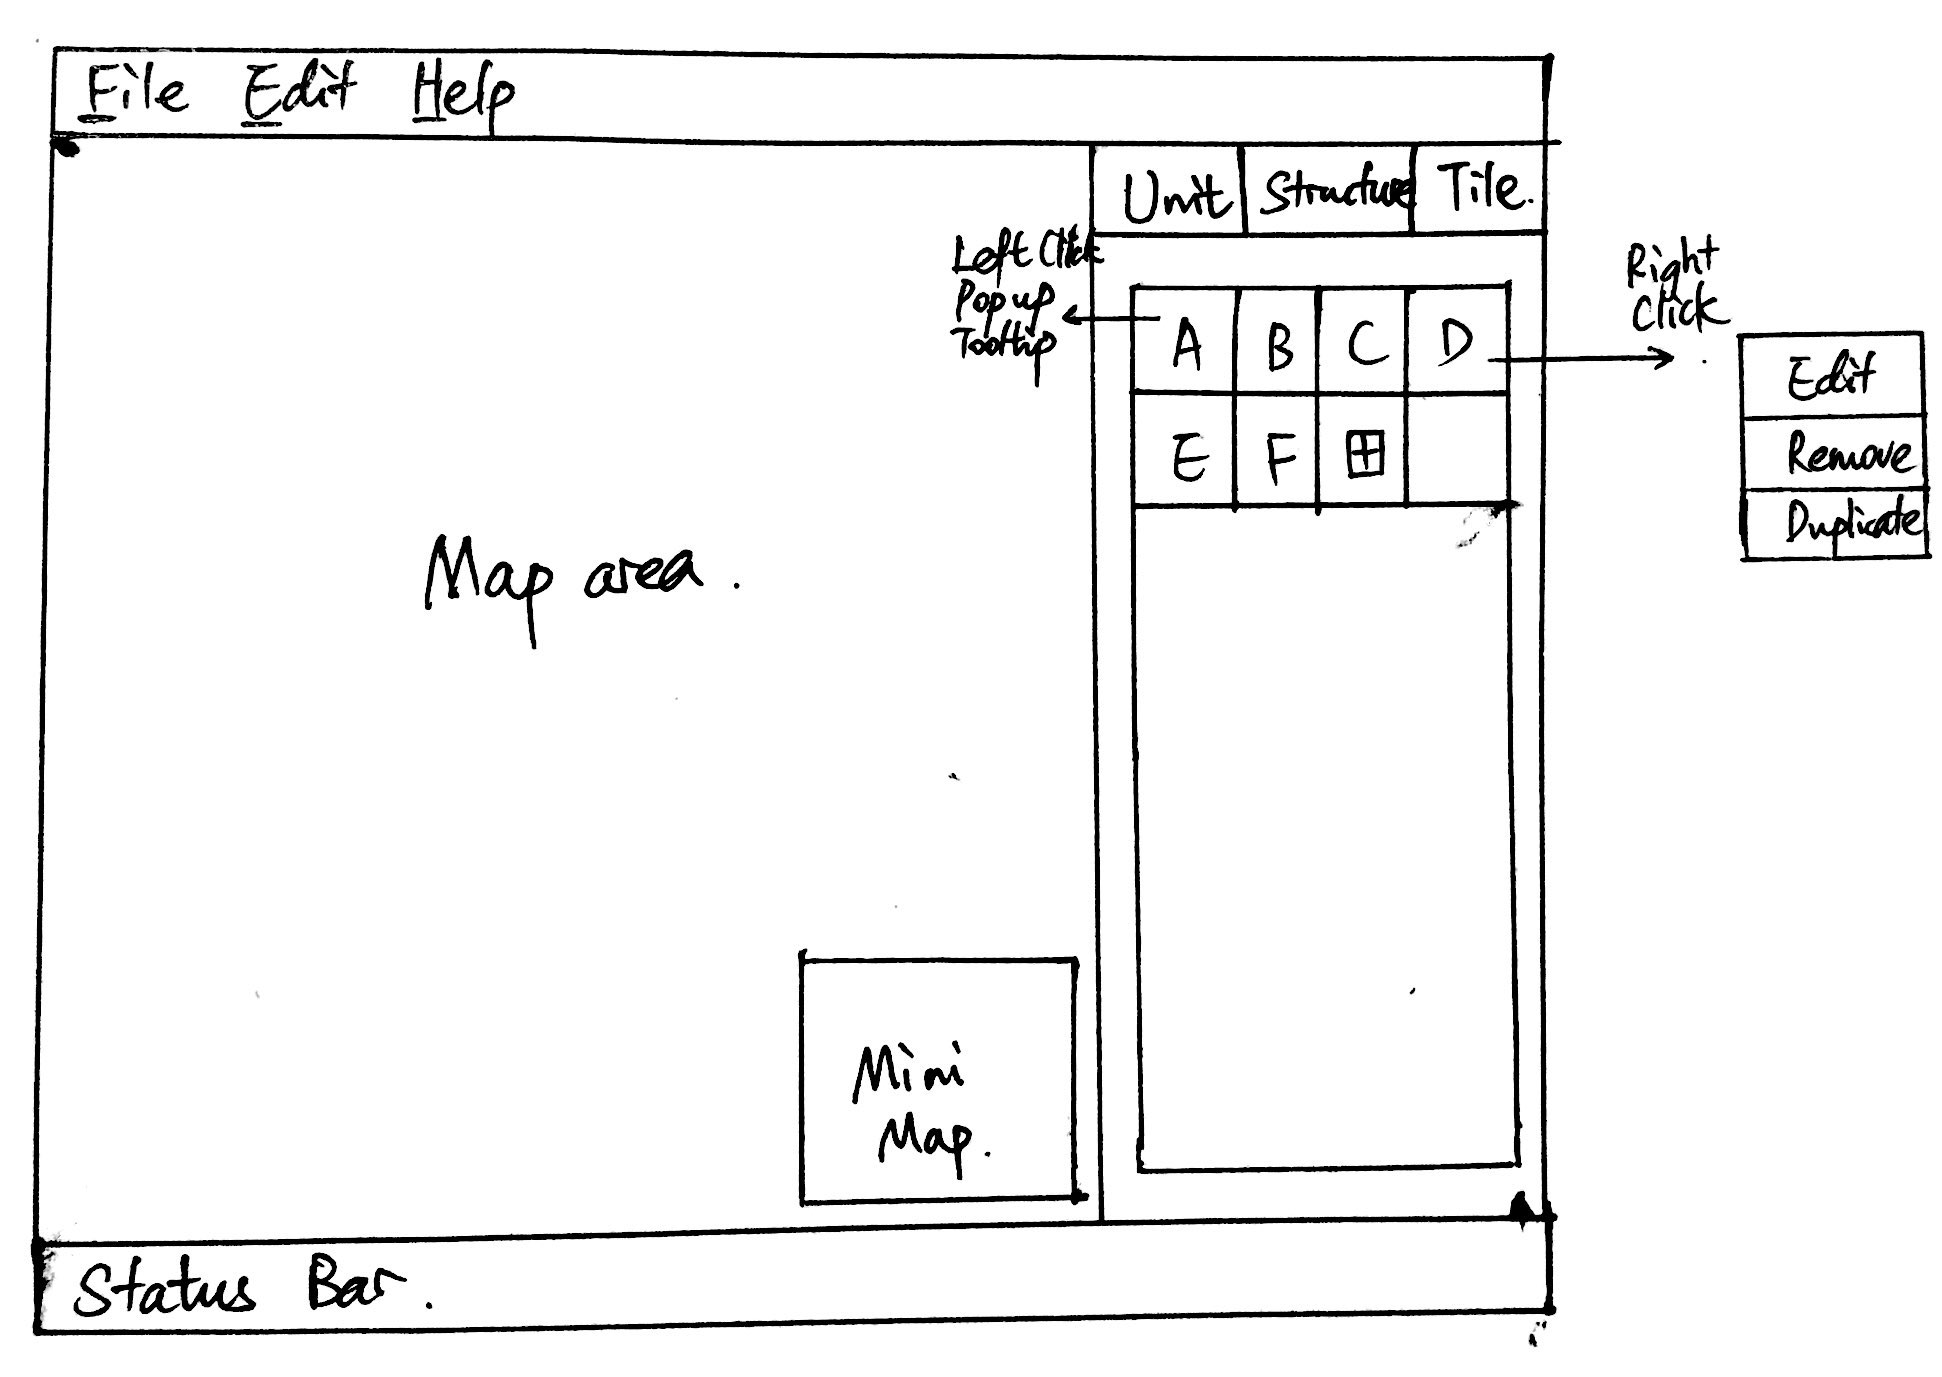 File Edit Help
Unit Structure Tile.
Left Click
Pop up
Tooltip
A B C D
E F +
Right
Click
Edit
Remove
Duplicate
Map area.
Mini
Map.
Status Bar.